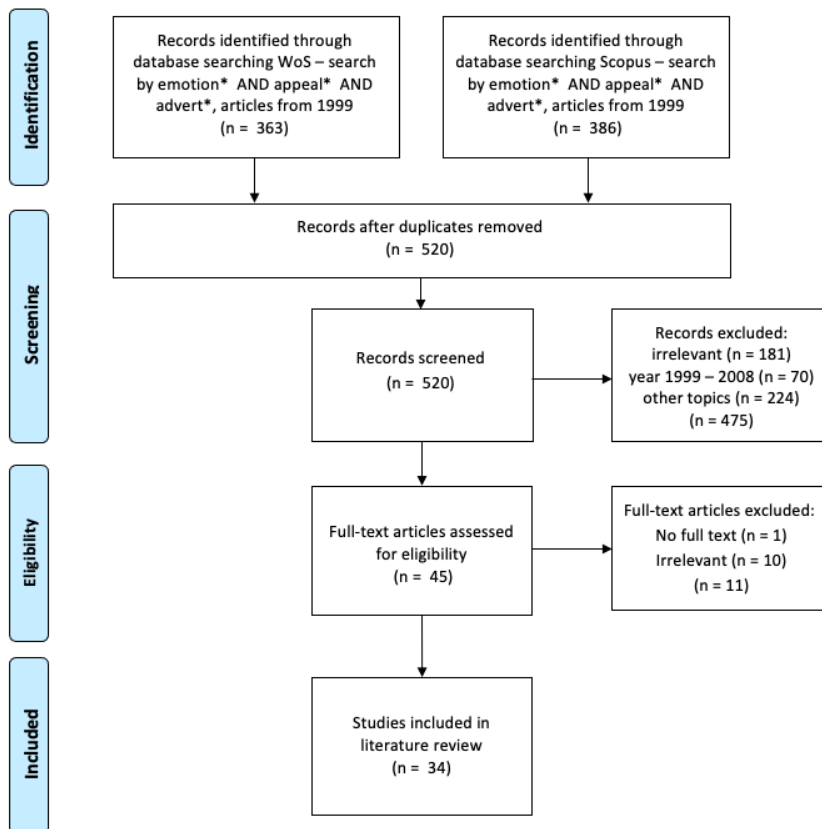 Identification
Records identified through
database searching WoS – search
by emotion* AND appeal* AND
advert*, articles from 1999
(n = 363)
Records identified through
database searching Scopus – search
by emotion* AND appeal* AND
advert*, articles from 1999
(n = 386)
Screening
Records after duplicates removed
(n = 520)
Records screened
(n = 520)
Records excluded:
irrelevant (n = 181)
year 1999 – 2008 (n = 70)
other topics (n = 224)
(n = 475)
Eligibility
Full-text articles assessed
for eligibility
(n = 45)
Full-text articles excluded:
No full text (n = 1)
Irrelevant (n = 10)
(n = 11)
Included
Studies included in
literature review
(n = 34)